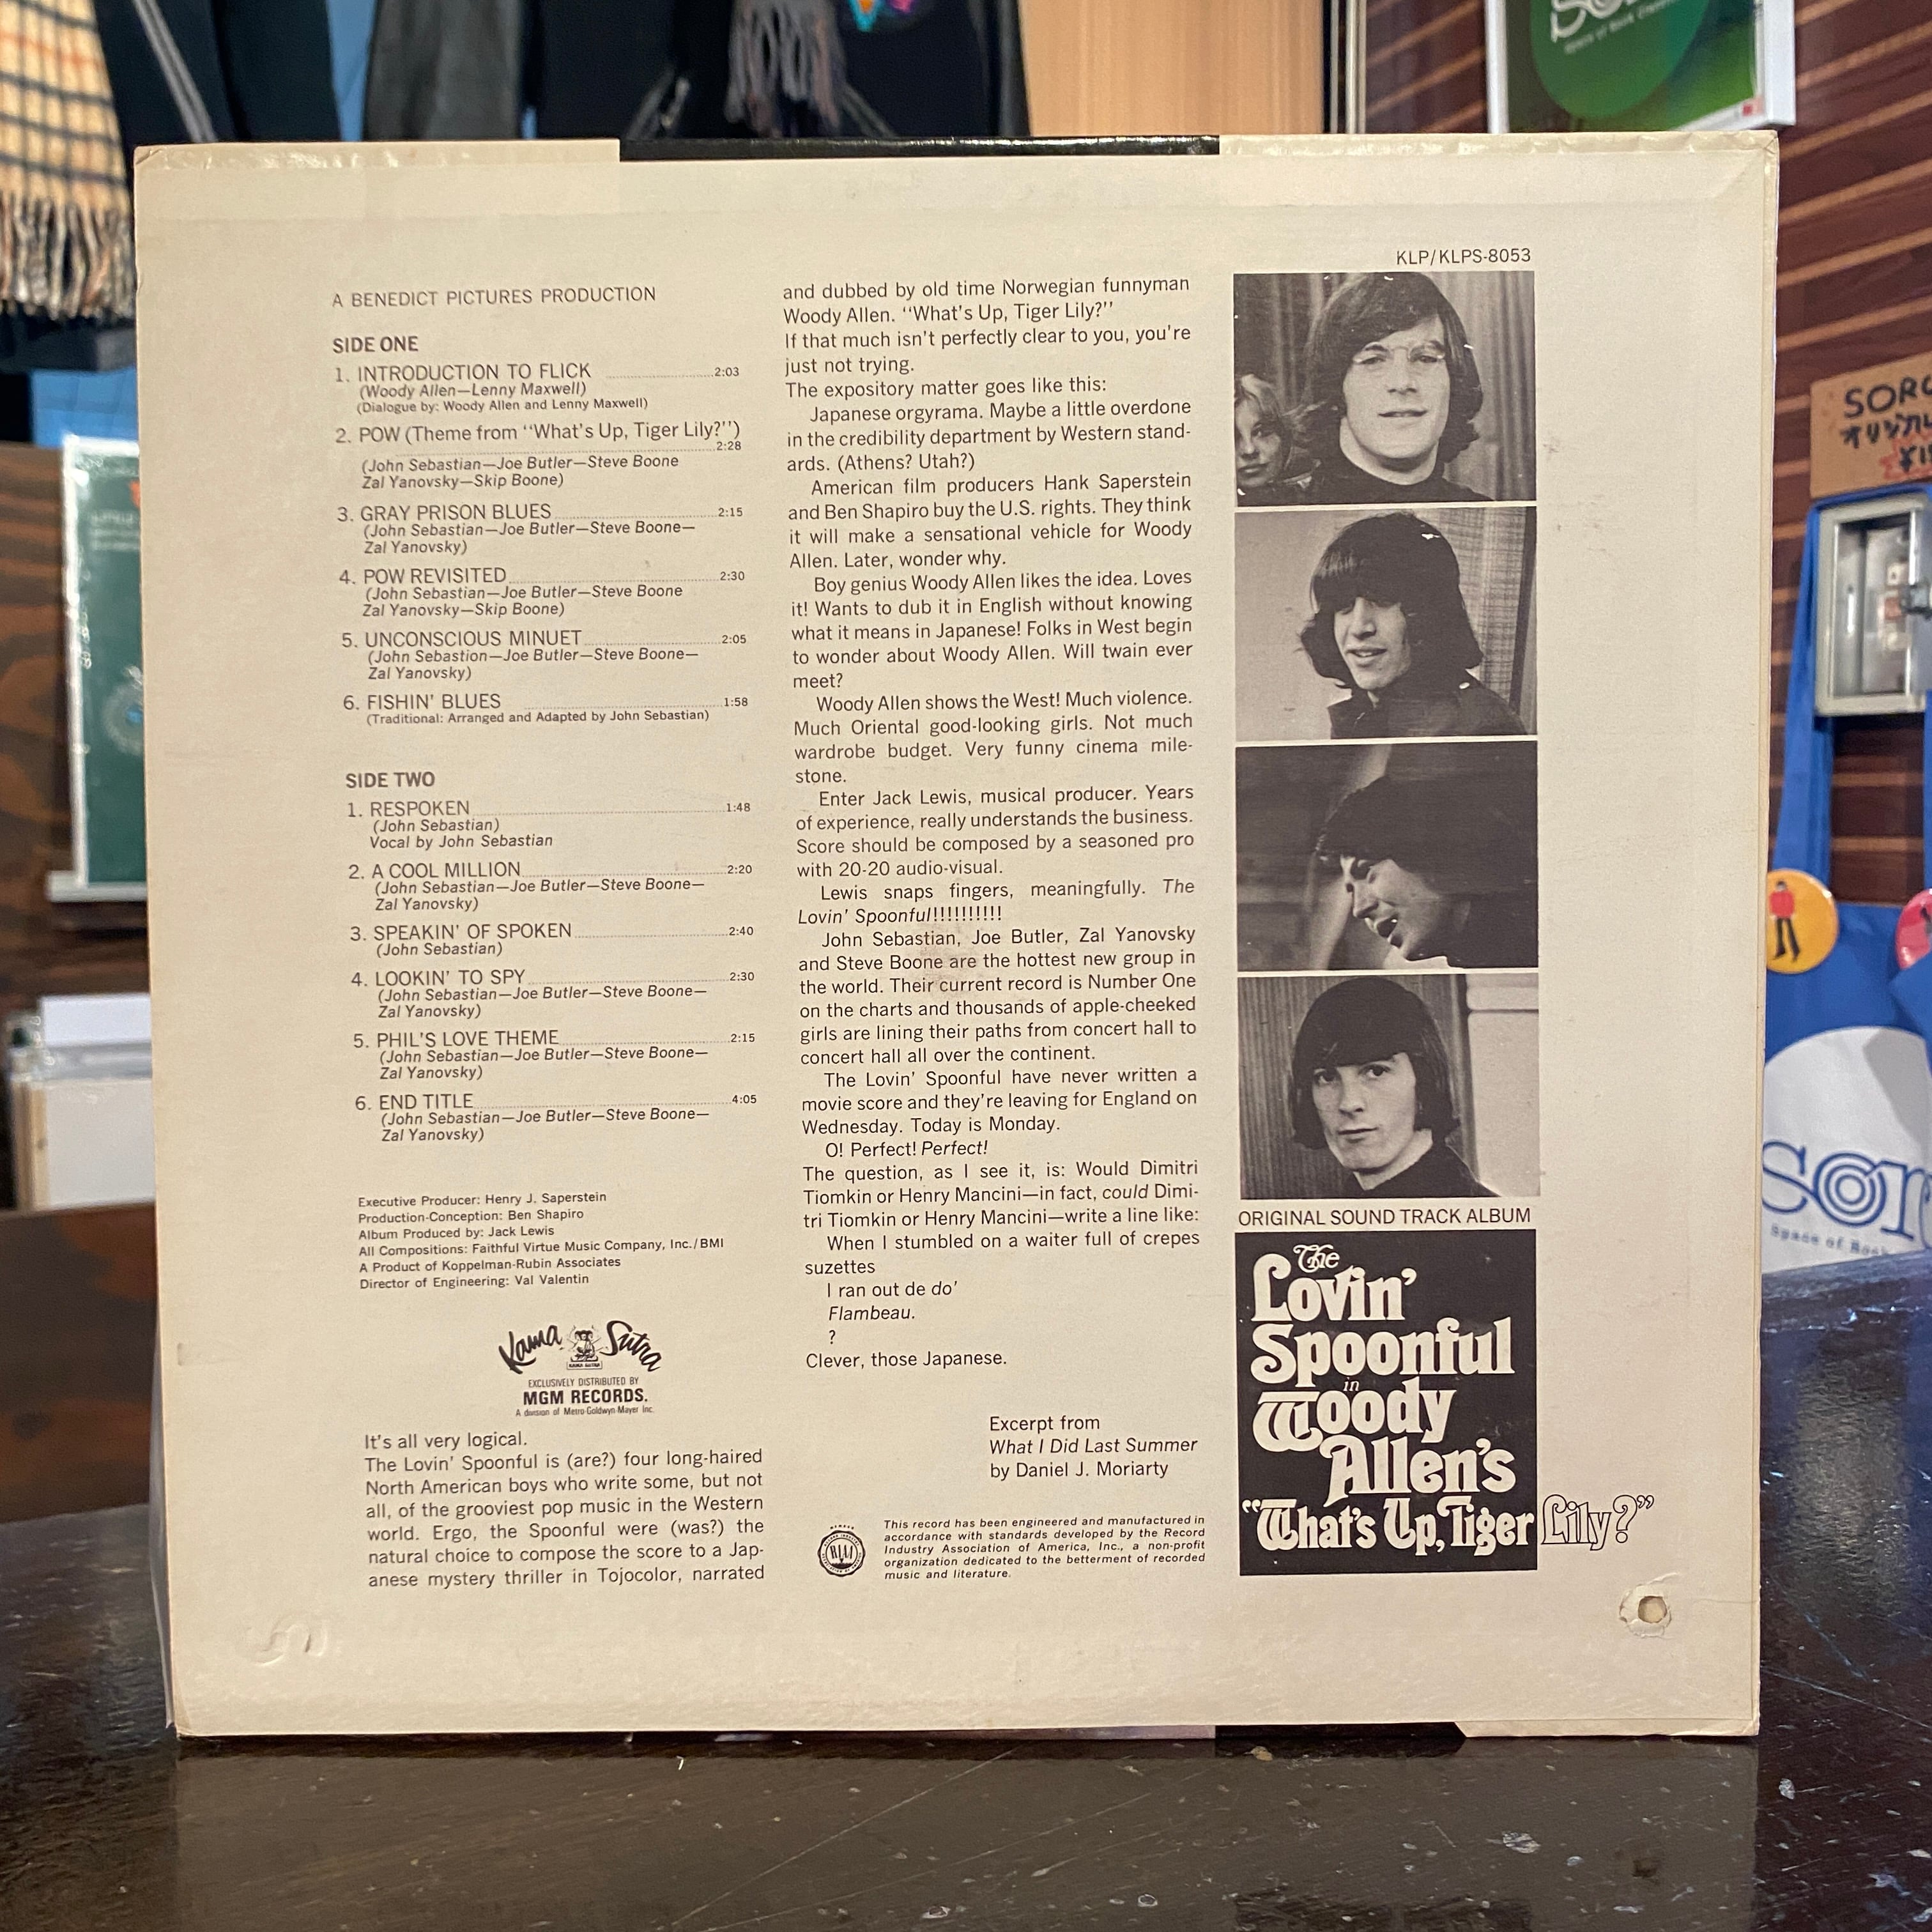 KLP/KLPS-8053
A BENEDICT PICTURES PRODUCTION
SIDE ONE
1. INTRODUCTION TO FLICK 2:03
(Woody Allen—Lenny Maxwell)
(Dialogue by: Woody Allen and Lenny Maxwell)
2. POW (Theme from "What's Up, Tiger Lily?")
2:28
(John Sebastian—Joe Butler—Steve Boone
Zal Yanovsky—Skip Boone)
3. GRAY PRISON BLUES 2:15
(John Sebastian—Joe Butler—Steve Boone—
Zal Yanovsky)
4. POW REVISITED 2:30
(John Sebastian—Joe Butler—Steve Boone
Zal Yanovsky—Skip Boone)
5. UNCONSCIOUS MINUET 2:05
(John Sebastion—Joe Butler—Steve Boone—
Zal Yanovsky)
6. FISHIN' BLUES 1:58
(Traditional: Arranged and Adapted by John Sebastian)
SIDE TWO
1. RESPOKEN 1:48
(John Sebastian)
Vocal by John Sebastian
2. A COOL MILLION 2:20
(John Sebastian—Joe Butler—Steve Boone—
Zal Yanovsky)
3. SPEAKIN' OF SPOKEN 2:40
(John Sebastian)
4. LOOKIN' TO SPY 2:30
(John Sebastian—Joe Butler—Steve Boone—
Zal Yanovsky)
5. PHIL'S LOVE THEME 2:15
(John Sebastian—Joe Butler—Steve Boone—
Zal Yanovsky)
6. END TITLE 4:05
(John Sebastian—Joe Butler—Steve Boone—
Zal Yanovsky)
Executive Producer: Henry J. Saperstein
Production-Conception: Ben Shapiro
Album Produced by: Jack Lewis
All Compositions: Faithful Virtue Music Company, Inc./BMI
A Product of Koppelman-Rubin Associates
Director of Engineering: Val Valentin
Kama Sutra
EXCLUSIVELY DISTRIBUTED BY
MGM RECORDS.
A division of Metro-Goldwyn-Mayer Inc.
It's all very logical.
The Lovin' Spoonful is (are?) four long-haired
North American boys who write some, but not
all, of the grooviest pop music in the Western
world. Ergo, the Spoonful were (was?) the
natural choice to compose the score to a Jap-
anese mystery thriller in Tojocolor, narrated
and dubbed by old time Norwegian funnyman
Woody Allen. "What's Up, Tiger Lily?"
If that much isn't perfectly clear to you, you're
just not trying.
The expository matter goes like this:
Japanese orgyrama. Maybe a little overdone
in the credibility department by Western stand-
ards. (Athens? Utah?)
American film producers Hank Saperstein
and Ben Shapiro buy the U.S. rights. They think
it will make a sensational vehicle for Woody
Allen. Later, wonder why.
Boy genius Woody Allen likes the idea. Loves
it! Wants to dub it in English without knowing
what it means in Japanese! Folks in West begin
to wonder about Woody Allen. Will twain ever
meet?
Woody Allen shows the West! Much violence.
Much Oriental good-looking girls. Not much
wardrobe budget. Very funny cinema mile-
stone.
Enter Jack Lewis, musical producer. Years
of experience, really understands the business.
Score should be composed by a seasoned pro
with 20-20 audio-visual.
Lewis snaps fingers, meaningfully. The
Lovin' Spoonful!!!!!!!!!!
John Sebastian, Joe Butler, Zal Yanovsky
and Steve Boone are the hottest new group in
the world. Their current record is Number One
on the charts and thousands of apple-cheeked
girls are lining their paths from concert hall to
concert hall all over the continent.
The Lovin' Spoonful have never written a
movie score and they're leaving for England on
Wednesday. Today is Monday.
O! Perfect! Perfect!
The question, as I see it, is: Would Dimitri
Tiomkin or Henry Mancini—in fact, could Dimi-
tri Tiomkin or Henry Mancini—write a line like:
When I stumbled on a waiter full of crepes
suzettes
I ran out de do'
Flambeau.
?
Clever, those Japanese.
Excerpt from
What I Did Last Summer
by Daniel J. Moriarty
RIAA
This record has been engineered and manufactured in
accordance with standards developed by the Record
Industry Association of America, Inc., a non-profit
organization dedicated to the betterment of recorded
music and literature.
ORIGINAL SOUND TRACK ALBUM
The
Lovin'
Spoonful
in
Woody
Allen's
"What's Up, Tiger Lily?"
オリジナル
Space of Rock